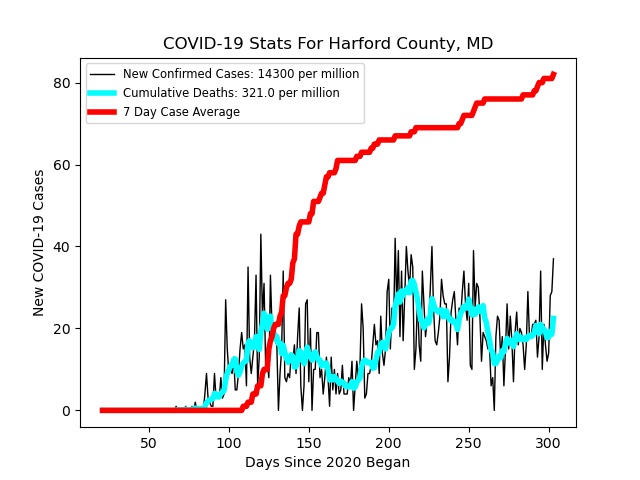 COVID-19 Stats For Harford County, MD
New Confirmed Cases: 14300 per million
Cumulative Deaths: 321.0 per million
7 Day Case Average
80
60
40
20
0
New COVID-19 Cases
50 100 150 200 250 300
Days Since 2020 Began